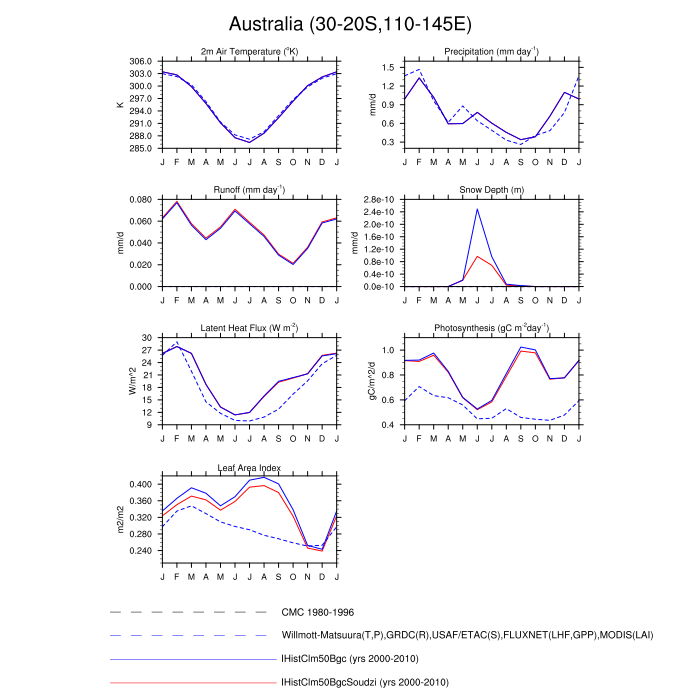 Australia (30-20S,110-145E)
2m Air Temperature (°K)
Precipitation (mm day⁻¹)
306.0
303.0
300.0
297.0
294.0
291.0
288.0
285.0
K
J F M A M J J A S O N D J
1.5
1.2
0.9
0.6
0.3
mm/d
J F M A M J J A S O N D J
Runoff (mm day⁻¹)
Snow Depth (m)
0.080
0.060
0.040
0.020
0.000
mm/d
J F M A M J J A S O N D J
2.8e-10
2.4e-10
2.0e-10
1.6e-10
1.2e-10
0.8e-10
0.4e-10
0.0e-10
mm/d
J F M A M J J A S O N D J
Latent Heat Flux (W m⁻²)
Photosynthesis (gC m⁻²day⁻¹)
30
27
24
21
18
15
12
9
W/m^2
J F M A M J J A S O N D J
1.0
0.8
0.6
0.4
gC/m^2/d
J F M A M J J A S O N D J
Leaf Area Index
0.400
0.360
0.320
0.280
0.240
m2/m2
J F M A M J J A S O N D J
CMC 1980-1996
Willmott-Matsuura(T,P),GRDC(R),USAF/ETAC(S),FLUXNET(LHF,GPP),MODIS(LAI)
IHistClm50Bgc (yrs 2000-2010)
IHistClm50BgcSoudzi (yrs 2000-2010)